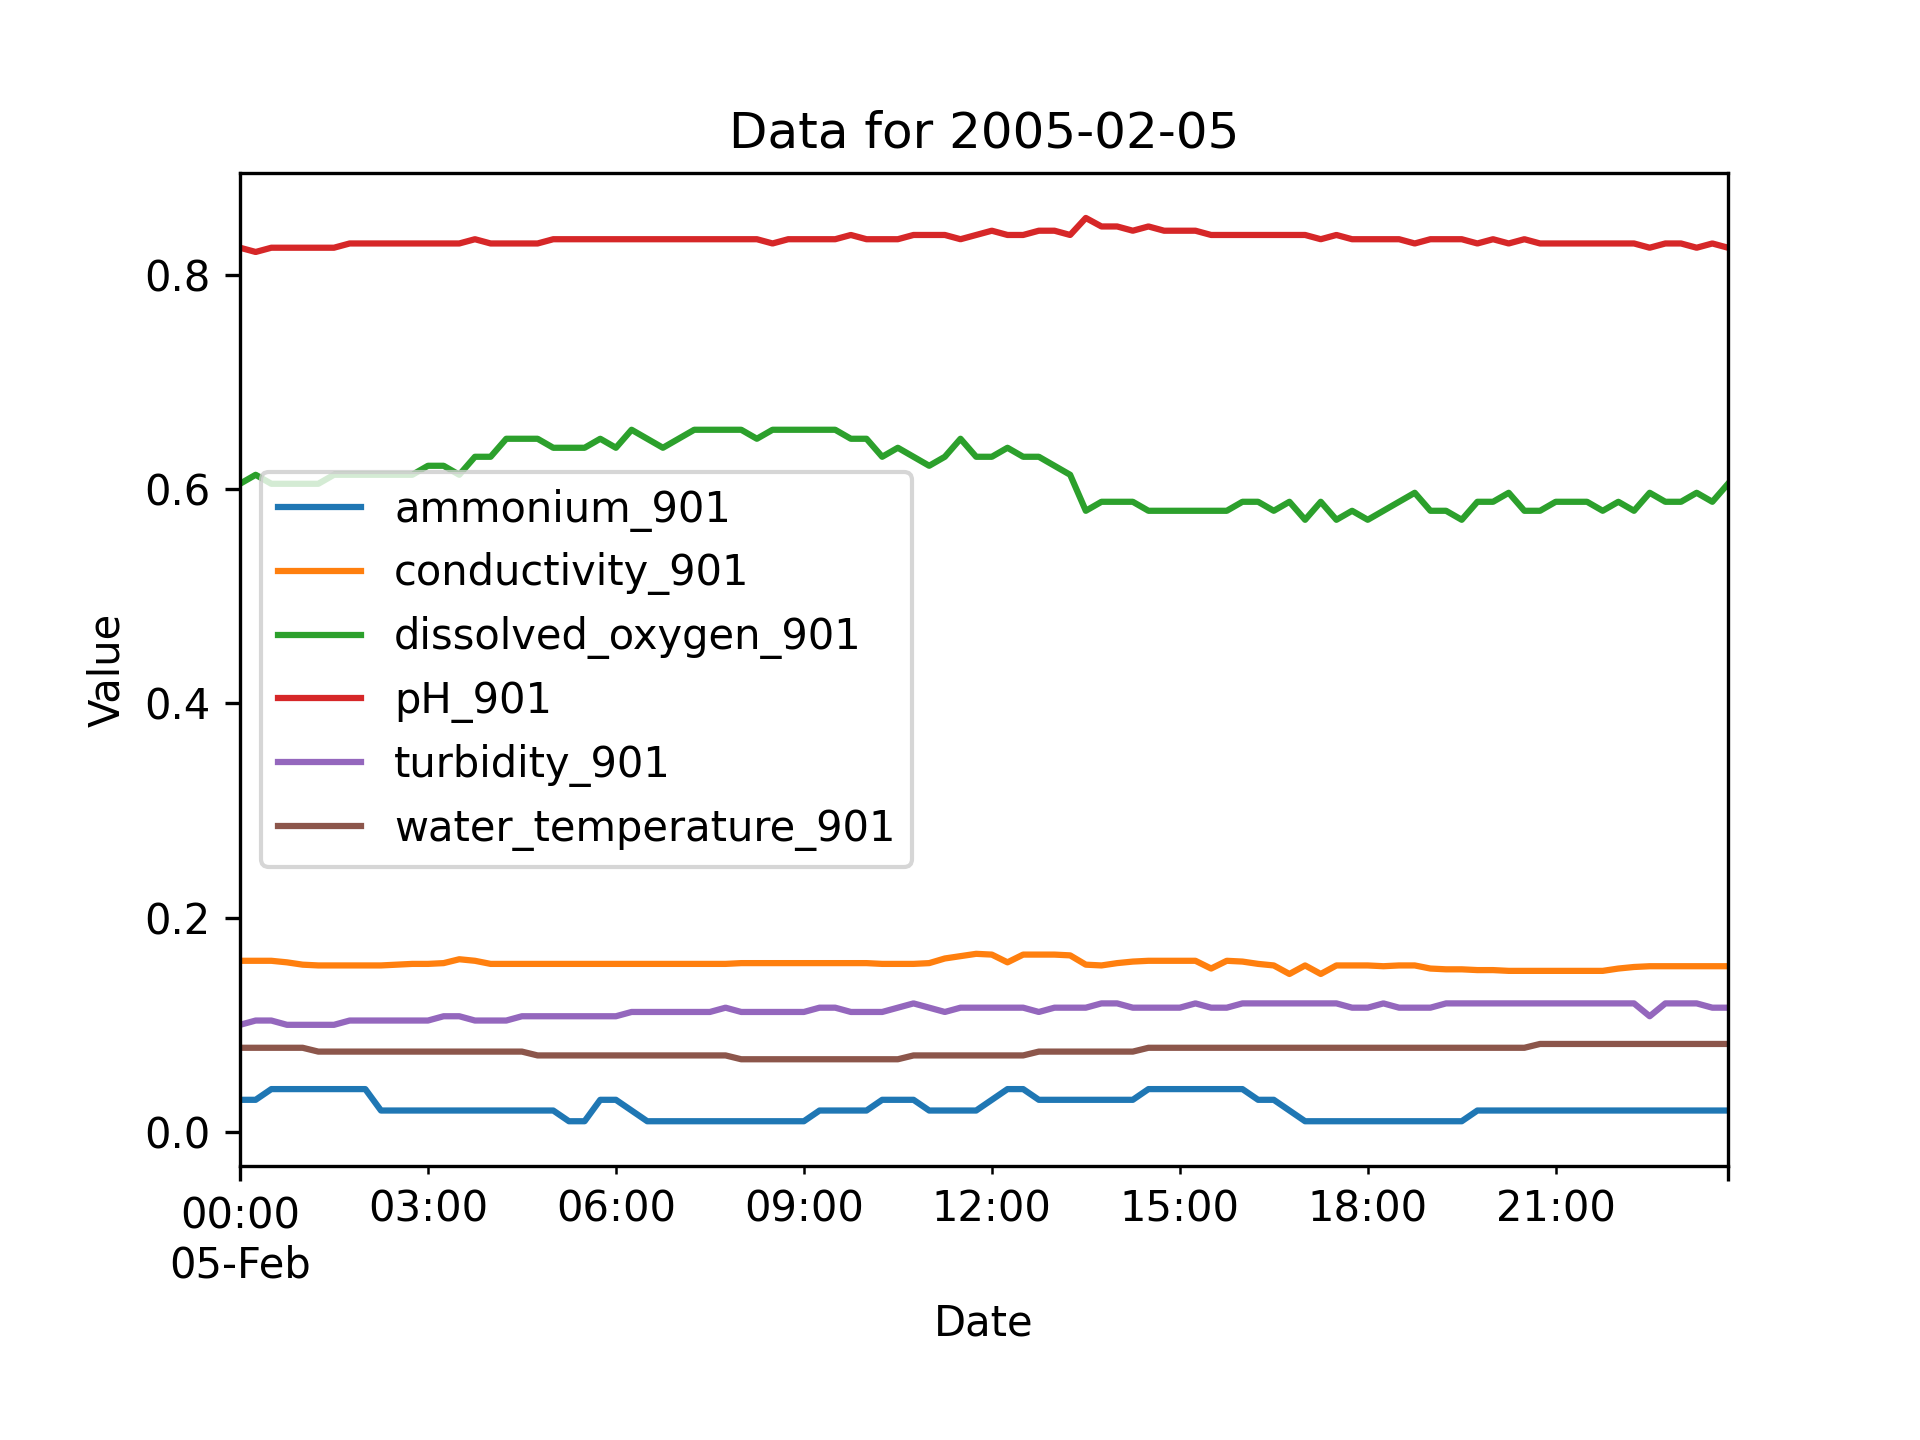 Data for 2005-02-05
Value
0.8
0.6
0.4
0.2
0.0
ammonium_901
conductivity_901
dissolved_oxygen_901
pH_901
turbidity_901
water_temperature_901
00:00 03:00 06:00 09:00 12:00 15:00 18:00 21:00
05-Feb
Date